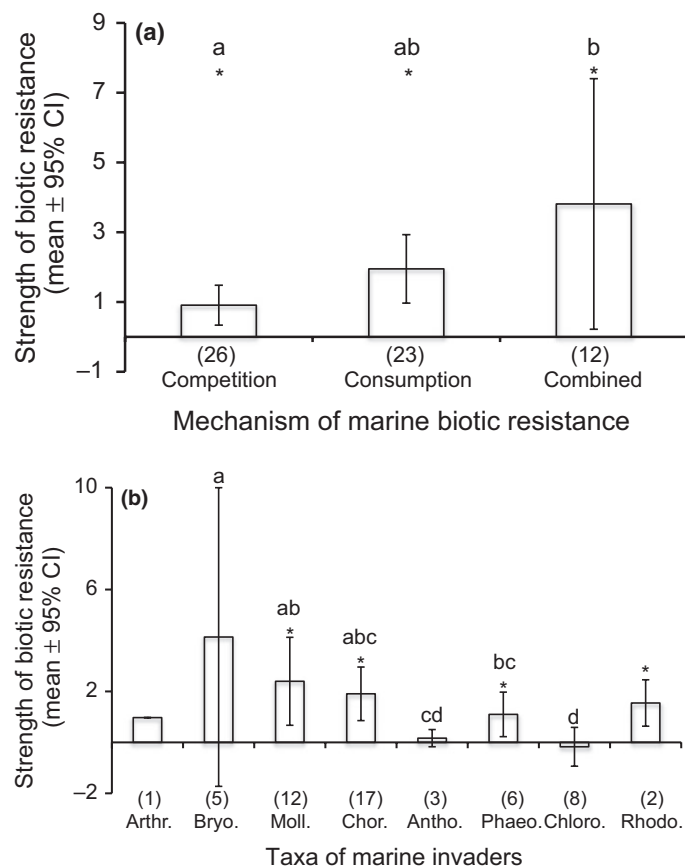 (a)
Strength of biotic resistance
(mean ± 95% CI)
9
7
5
3
1
–1
a
ab
b
*
*
*
(26)
(23)
(12)
Competition
Consumption
Combined
Mechanism of marine biotic resistance
(b)
Strength of biotic resistance
(mean ± 95% CI)
10
6
2
–2
a
ab
*
abc
*
cd
bc
*
d
*
(1)
(5)
(12)
(17)
(3)
(6)
(8)
(2)
Arthr.
Bryo.
Moll.
Chor.
Antho.
Phaeo.
Chloro.
Rhodo.
Taxa of marine invaders